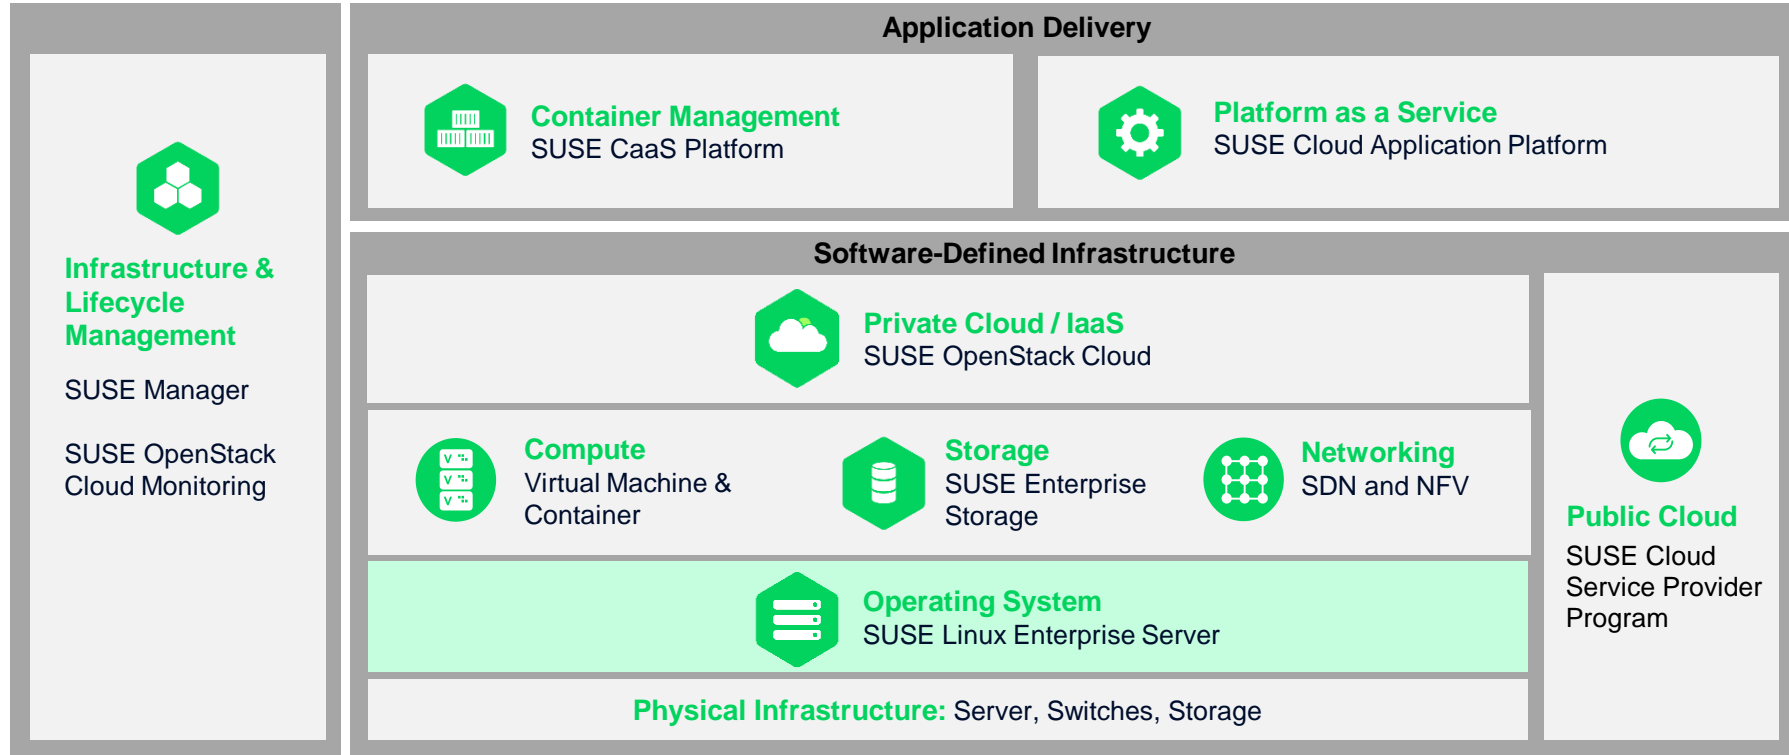 Application Delivery
Container Management
SUSE CaaS Platform
Platform as a Service
SUSE Cloud Application Platform
Infrastructure &
Lifecycle
Management
SUSE Manager
SUSE OpenStack
Cloud Monitoring
Software-Defined Infrastructure
Private Cloud / IaaS
SUSE OpenStack Cloud
Compute
Virtual Machine &
Container
Storage
SUSE Enterprise
Storage
Networking
SDN and NFV
Operating System
SUSE Linux Enterprise Server
Physical Infrastructure: Server, Switches, Storage
Public Cloud
SUSE Cloud
Service Provider
Program